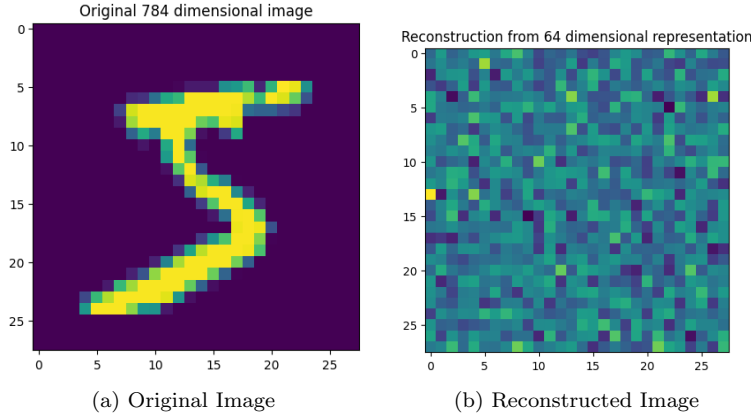 Original 784 dimensional image
0
5
10
15
20
25
0 5 10 15 20 25
(a) Original Image
Reconstruction from 64 dimensional representation
0
5
10
15
20
25
0 5 10 15 20 25
(b) Reconstructed Image